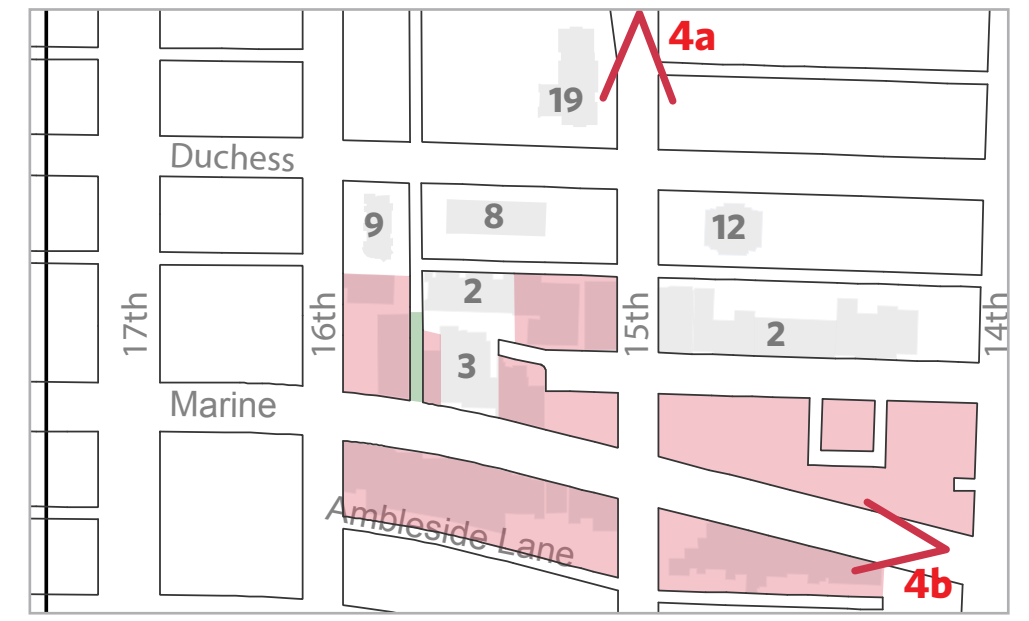 4a
19
Duchess
9
8
12
2
17th
16th
15th
14th
2
3
Marine
Ambleside Lane
4b